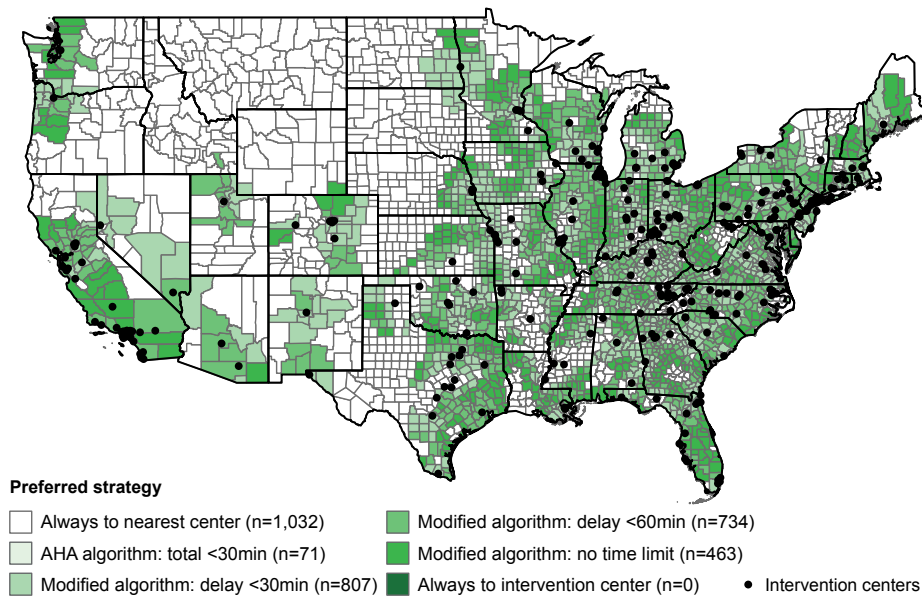 Preferred strategy
Always to nearest center (n=1,032)
AHA algorithm: total <30min (n=71)
Modified algorithm: delay <30min (n=807)
Modified algorithm: delay <60min (n=734)
Modified algorithm: no time limit (n=463)
Always to intervention center (n=0)
Intervention centers